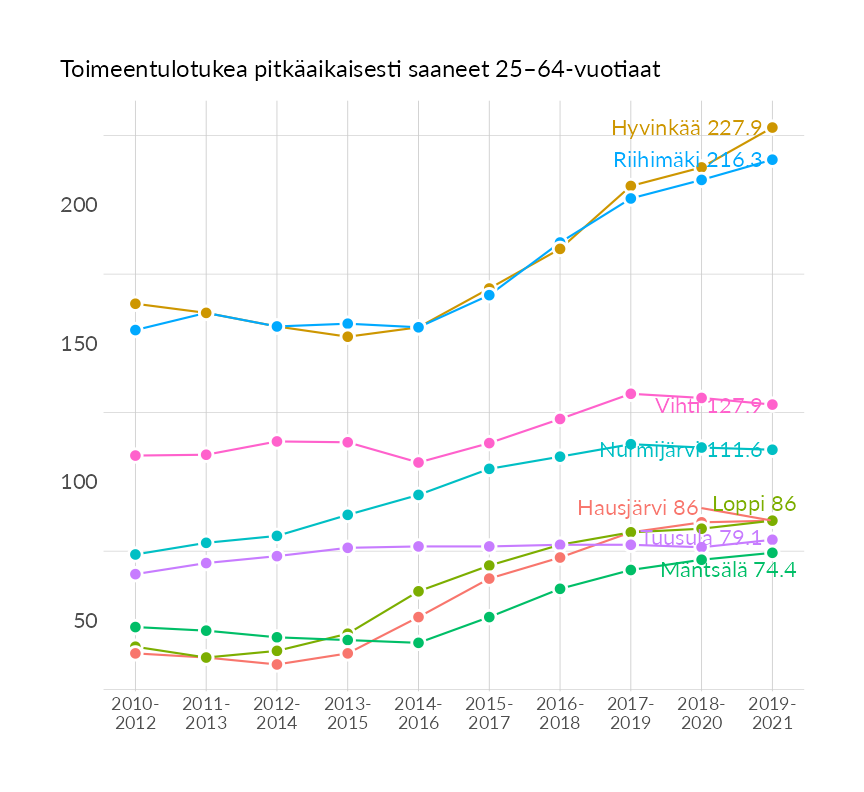 Toimeentulotukea pitkäaikaisesti saaneet 25–64-vuotiaat
Hyvinkää 227.9
Riihimäki 216.3
200
150
Vihti 127.9
Nurmijärvi 111.6
100
Hausjärvi 86
Loppi 86
Tuusula 79.1
Mäntsälä 74.4
50
2010-
2012
2011-
2013
2012-
2014
2013-
2015
2014-
2016
2015-
2017
2016-
2018
2017-
2019
2018-
2020
2019-
2021